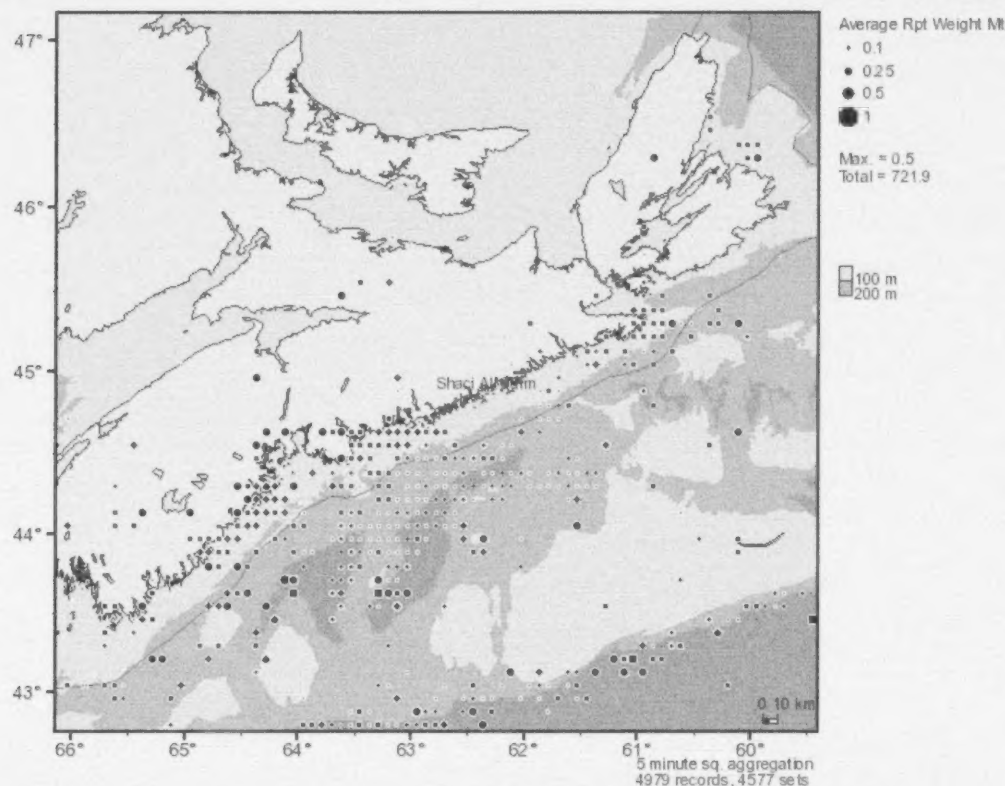 Average Rpt Weight Mt
0.1
0.25
0.5
1
Max. = 0.5
Total = 721.9
100 m
200 m
47°
46°
45°
44°
43°
0 10 km
66° 65° 64° 63° 62° 61° 60°
5 minute sq. aggregation
4979 records, 4577 sets